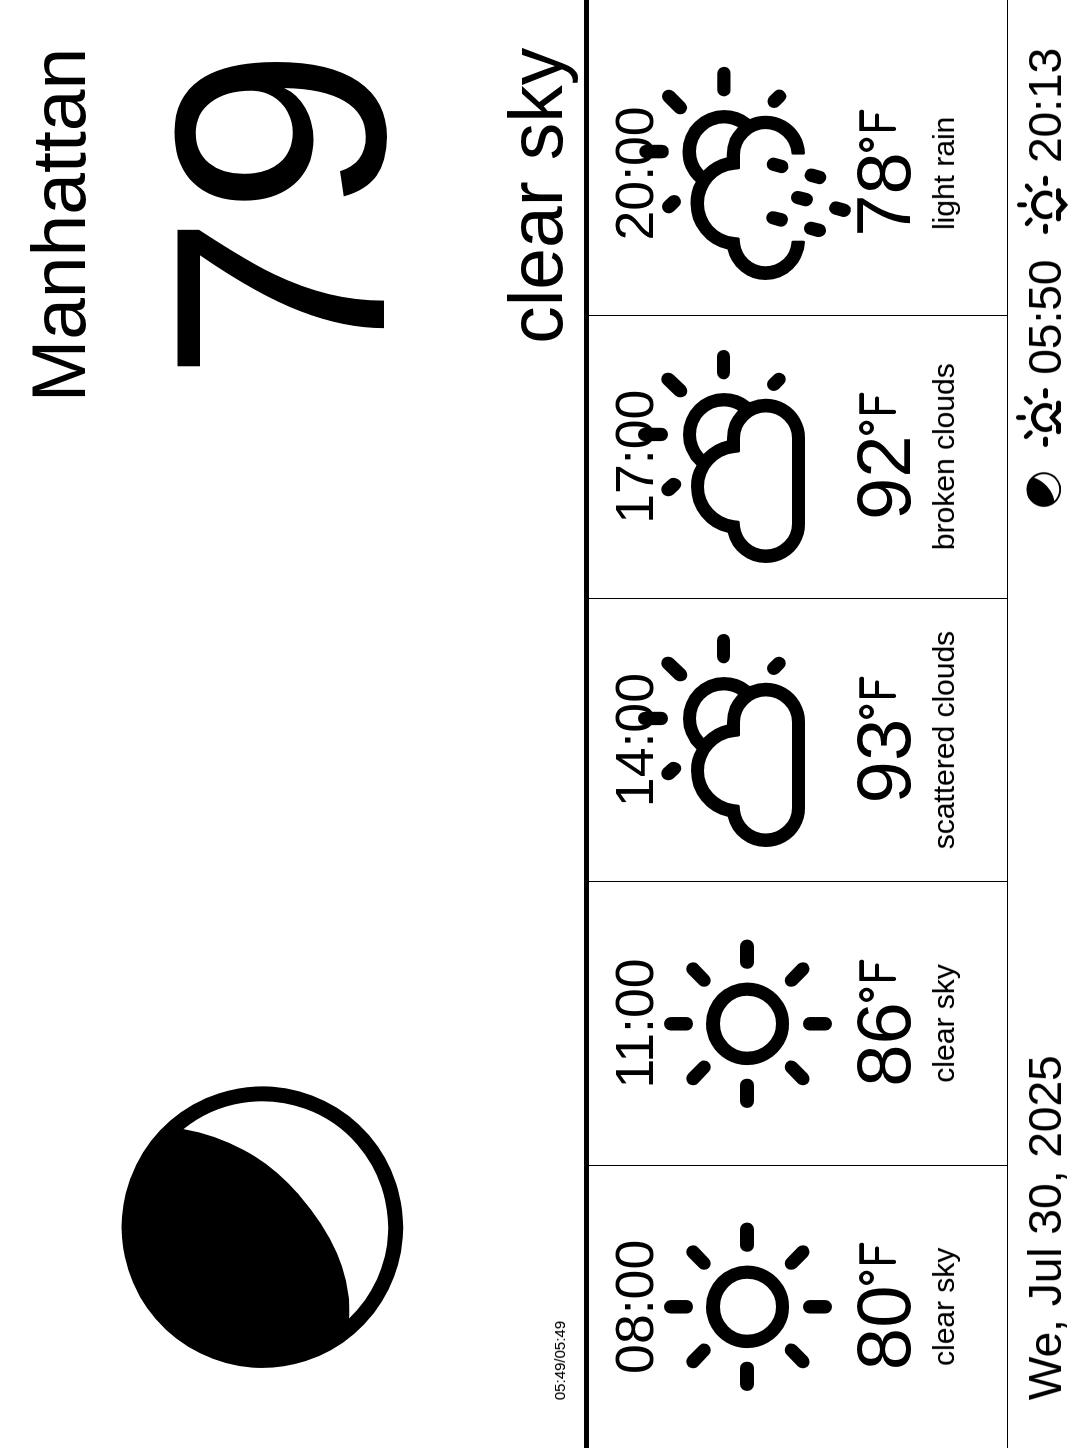 Manhattan
79
clear sky
05:49/05:49
08:00 11:00 14:00 17:00 20:00
80°F 86°F 93°F 92°F 78°F
clear sky clear sky scattered clouds broken clouds light rain
We, Jul 30, 2025 05:50 20:13